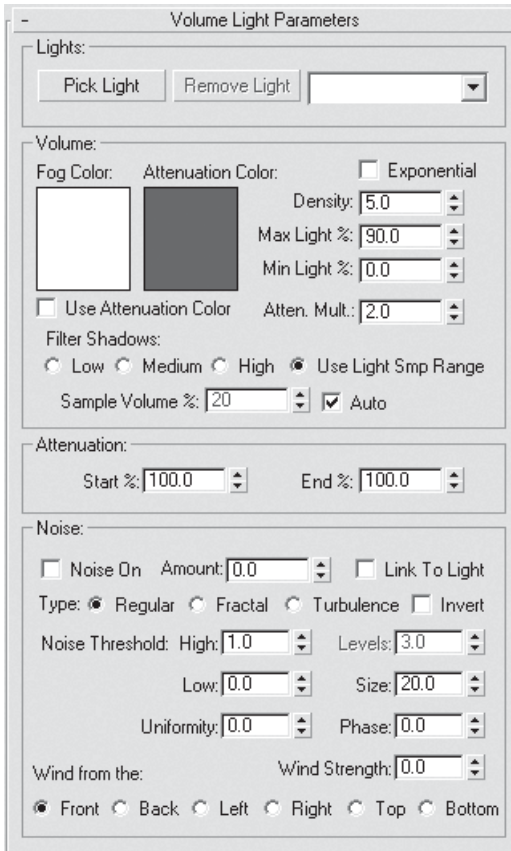 - Volume Light Parameters
Lights:
Pick Light Remove Light
Volume:
Fog Color: Attenuation Color: Exponential
Density: 5.0
Max Light %: 90.0
Min Light %: 0.0
Use Attenuation Color Atten. Mult.: 2.0
Filter Shadows:
Low Medium High Use Light Smp Range
Sample Volume %: 20 Auto
Attenuation:
Start %: 100.0 End %: 100.0
Noise:
Noise On Amount: 0.0 Link To Light
Type: Regular Fractal Turbulence Invert
Noise Threshold: High: 1.0 Levels: 3.0
Low: 0.0 Size: 20.0
Uniformity: 0.0 Phase: 0.0
Wind from the: Wind Strength: 0.0
Front Back Left Right Top Bottom